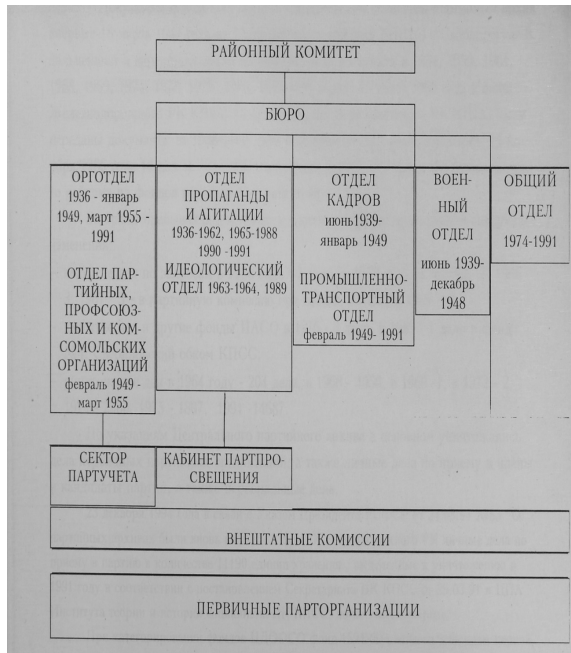 РАЙОННЫЙ КОМИТЕТ
БЮРО
ОРГОТДЕЛ
1936 - январь
1949, март 1955 -
1991
ОТДЕЛ ПАР-
ТИЙНЫХ,
ПРОФСОЮЗ-
НЫХ И КОМ-
СОМОЛЬСКИХ
ОРГАНИЗАЦИЙ
февраль 1949 -
март 1955
ОТДЕЛ
ПРОПАГАНДЫ
И АГИТАЦИИ
1936-1962, 1965-1988
1990 -1991
ИДЕОЛОГИЧЕСКИЙ
ОТДЕЛ 1963-1964, 1989
ОТДЕЛ
КАДРОВ
июнь1939-
январь 1949
ПРОМЫШЛЕННО-
ТРАНСПОРТНЫЙ
ОТДЕЛ
февраль 1949- 1991
ВОЕН-
НЫЙ
ОТДЕЛ
июнь 1939-
декабрь
1948
ОБЩИЙ
ОТДЕЛ
1974-1991
СЕКТОР
ПАРТУЧЕТА
КАБИНЕТ ПАРТПРО-
СВЕЩЕНИЯ
ВНЕШТАТНЫЕ КОМИССИИ
ПЕРВИЧНЫЕ ПАРТОРГАНИЗАЦИИ